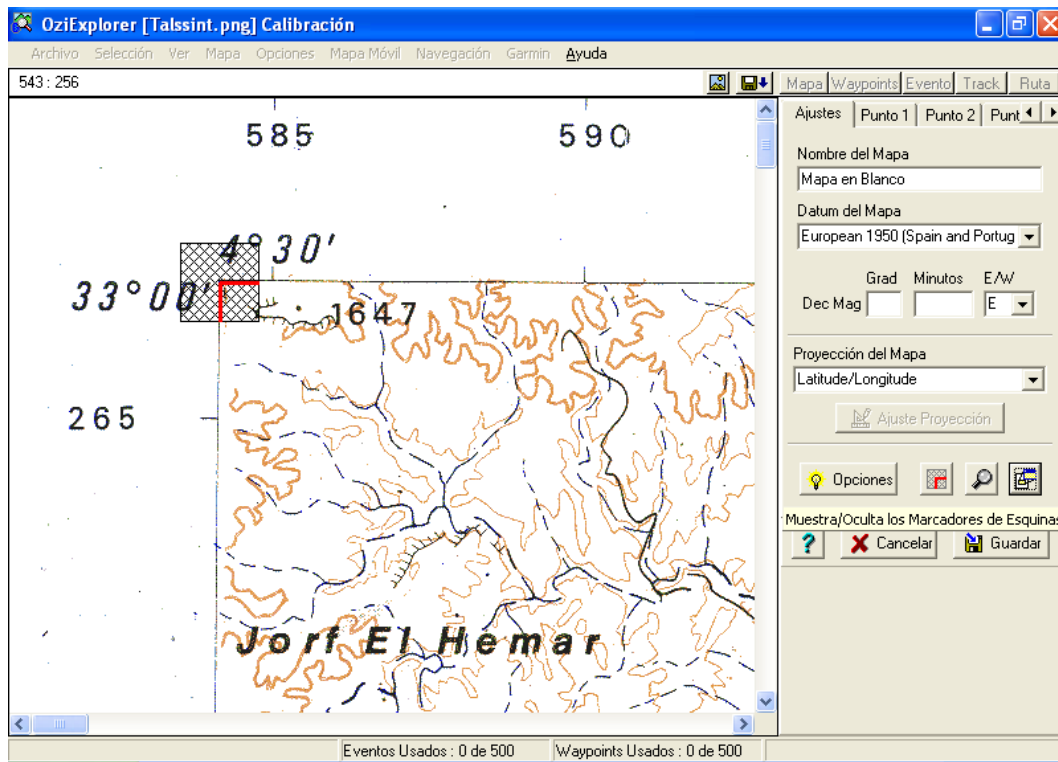 OziExplorer [Talssint.png] Calibración
Archivo Selección Ver Mapa Opciones Mapa Móvil Navegación Garmin Ayuda
543 : 256
Mapa Waypoints Evento Track Ruta
Ajustes Punto 1 Punto 2 Punt
Nombre del Mapa
Mapa en Blanco
Datum del Mapa
European 1950 (Spain and Portug
Grad Minutos E/W
Dec Mag E
Proyección del Mapa
Latitude/Longitude
Ajuste Proyección
Opciones
Muestra/Oculta los Marcadores de Esquinas
? Cancelar Guardar
585 590
4°30'
33°00'
1647
265
Jorf El Hemar
Eventos Usados : 0 de 500 Waypoints Usados : 0 de 500